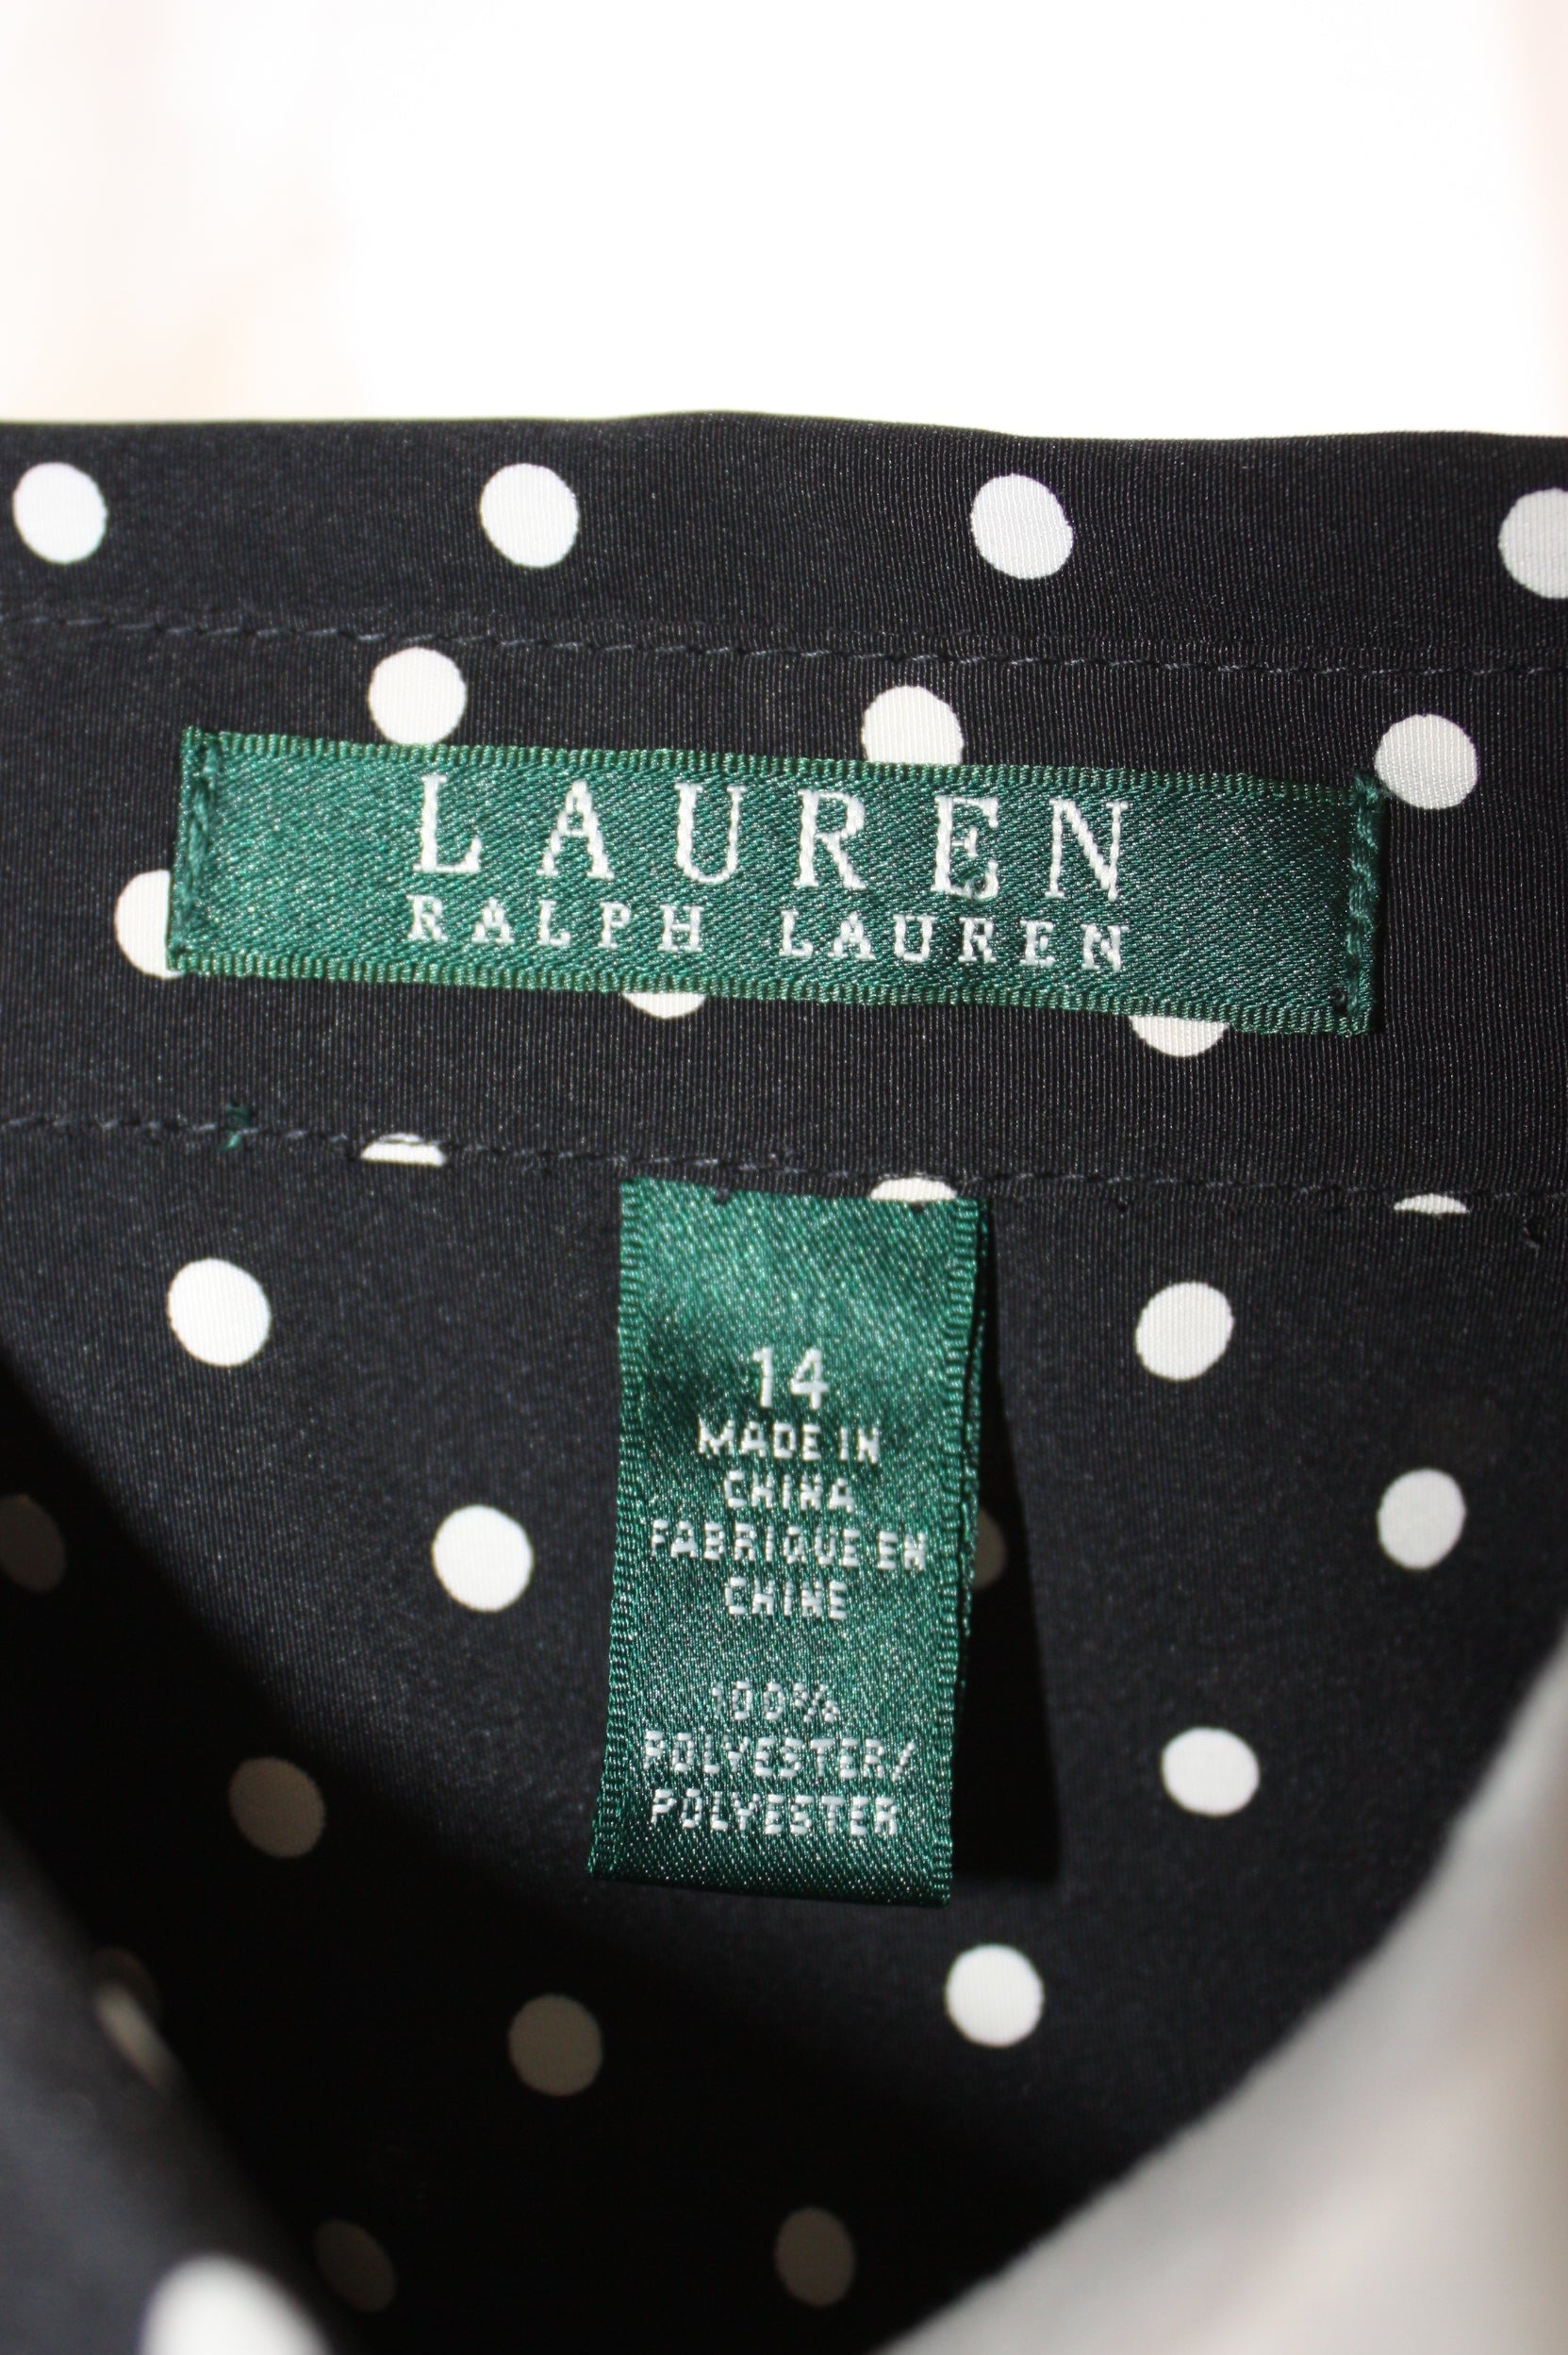 LAUREN
RALPH LAUREN
14
MADE IN
CHINA
FABRIQUE EN
CHINE
100%
POLYESTER/
POLYESTER